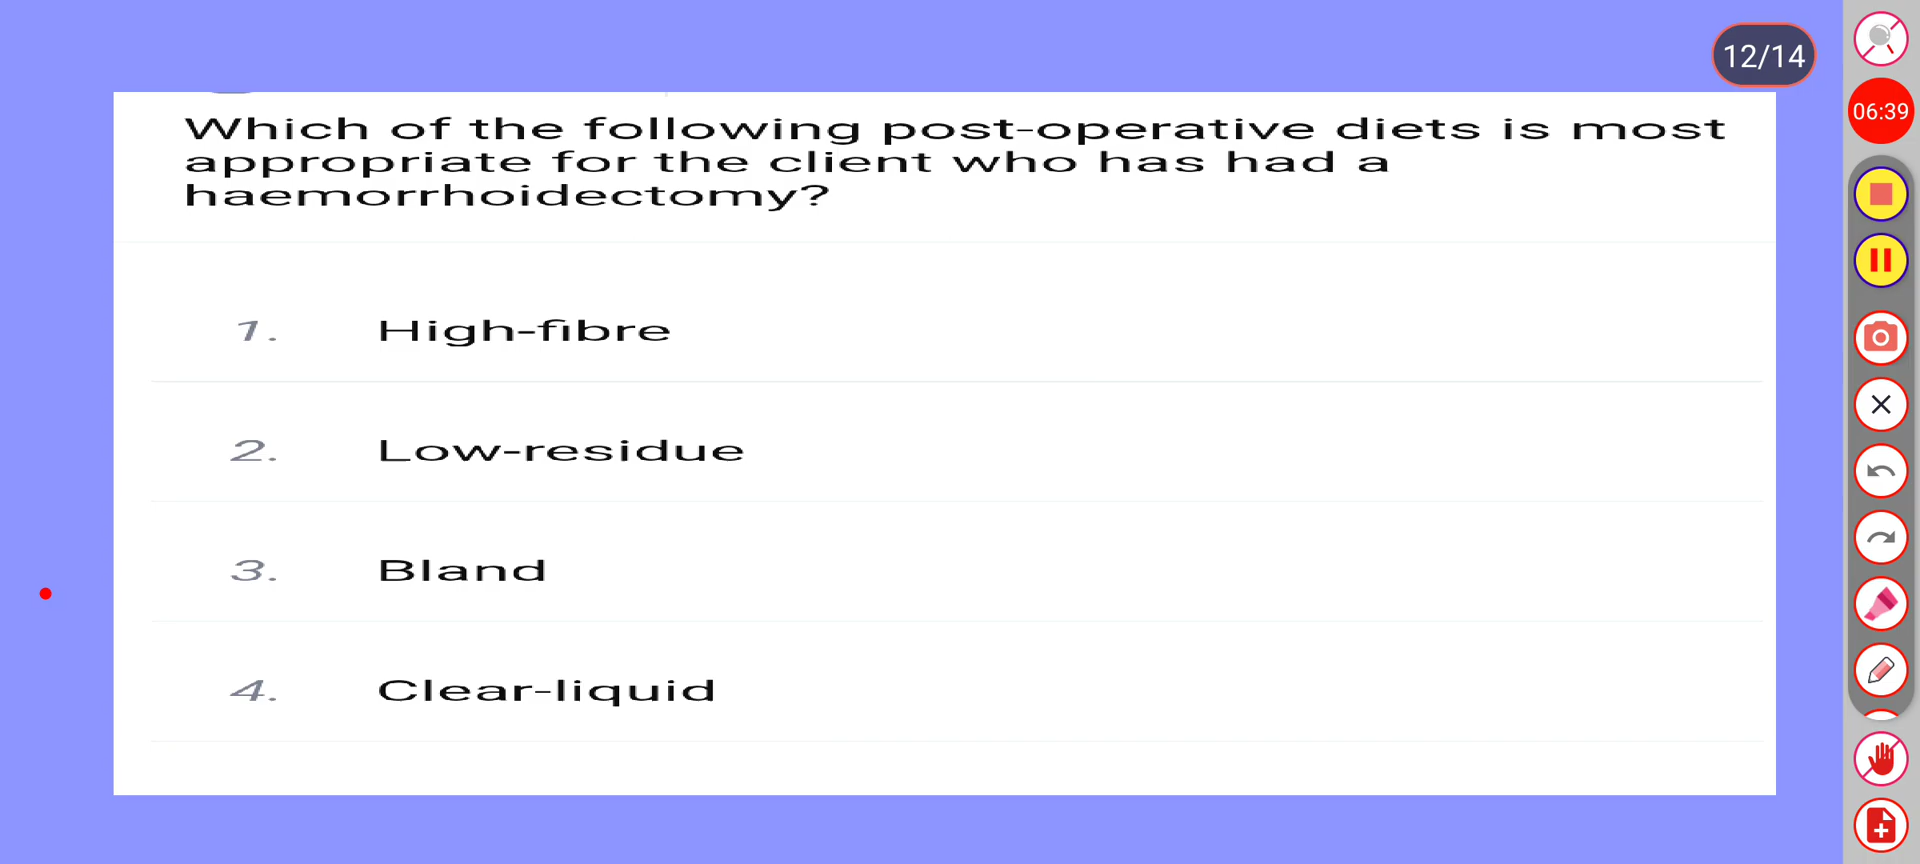 12/14
06:39
Which of the following post-operative diets is most
appropriate for the client who has had a
haemorrhoidectomy?
1. High-fibre
2. Low-residue
3. Bland
4. Clear-liquid